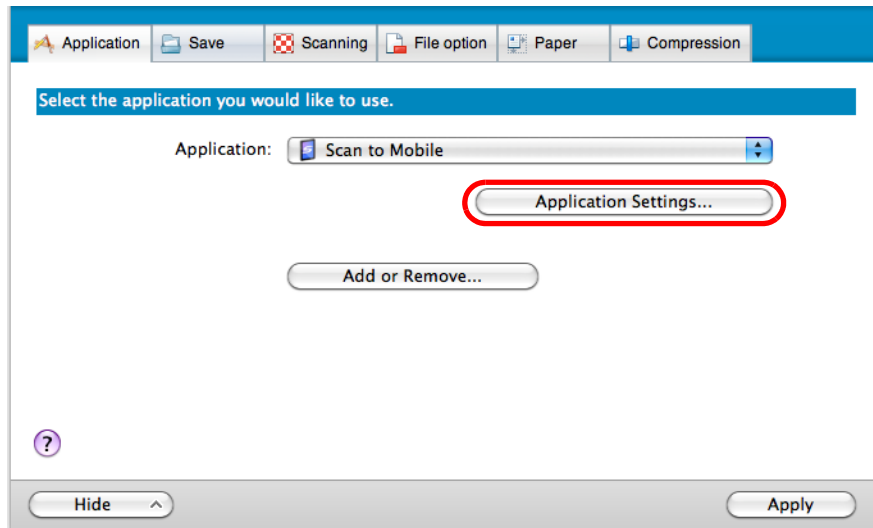 Application Save Scanning File option Paper Compression
Select the application you would like to use.
Application: Scan to Mobile
Application Settings...
Add or Remove...
?
Hide Apply